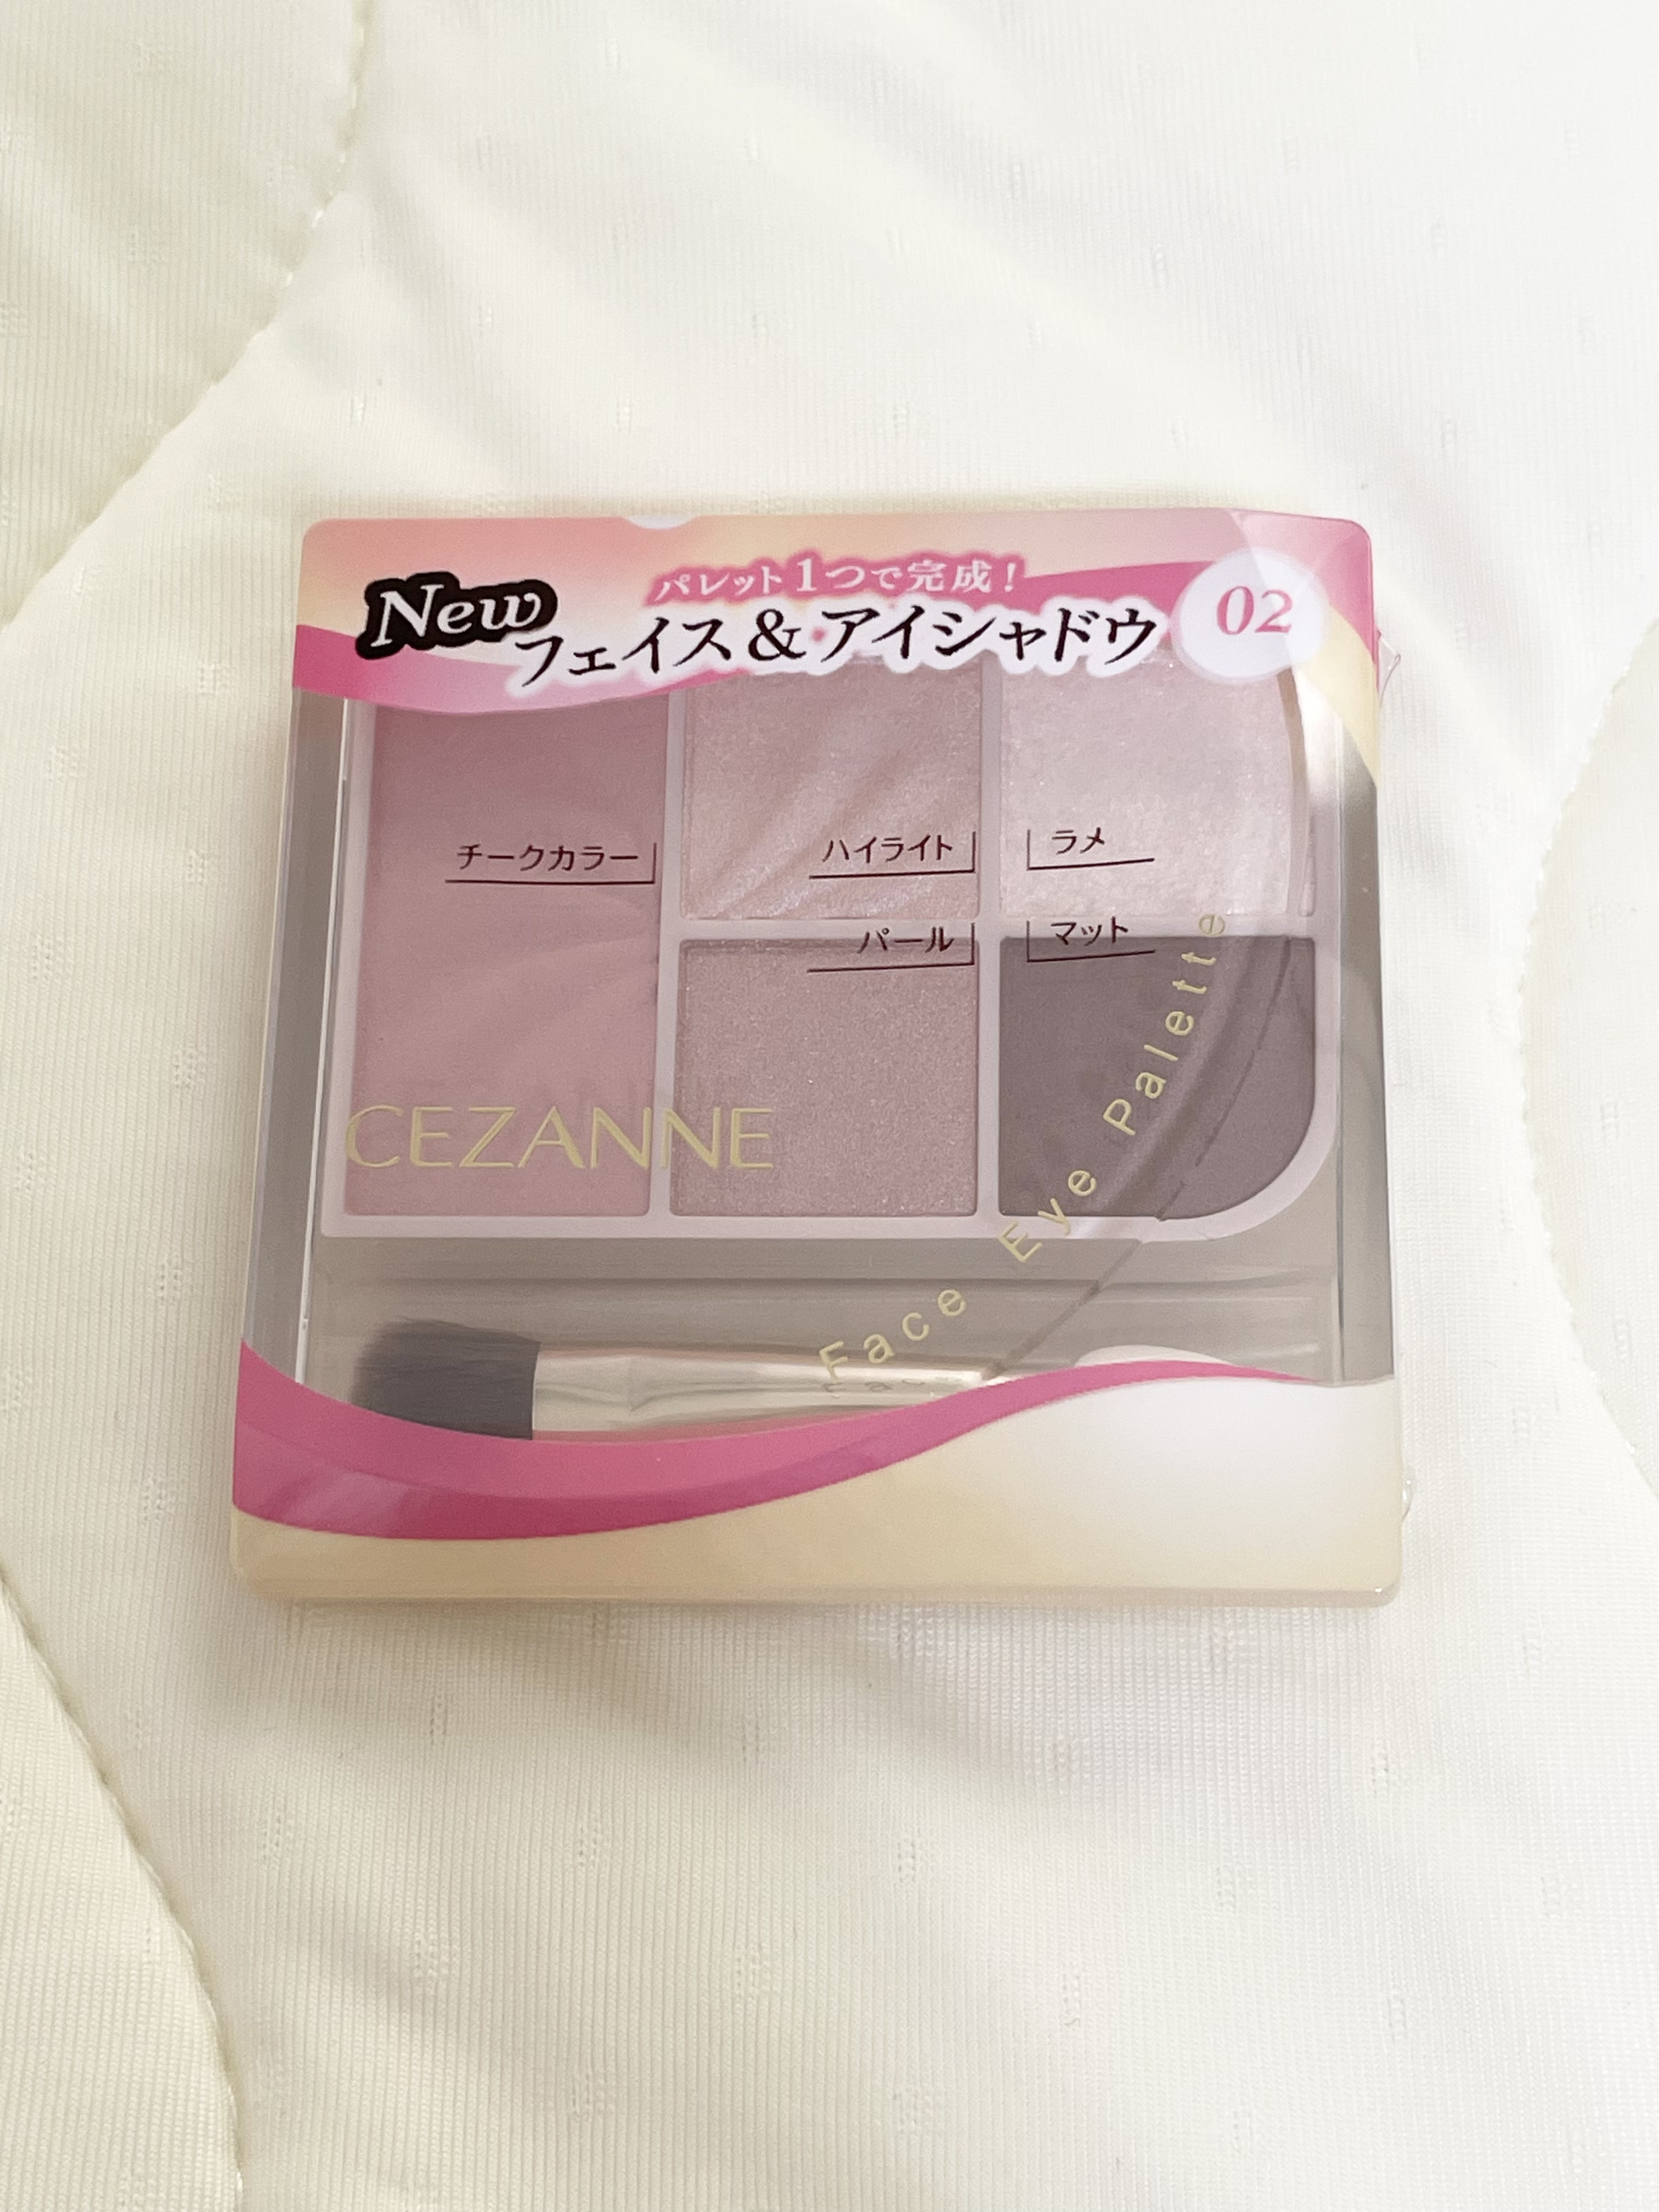 New
パレット1つで完成!
フェイス&アイシャドウ
02
チークカラー
ハイライト
ラメ
パール
マット
CEZANNE
Face Eye Palette